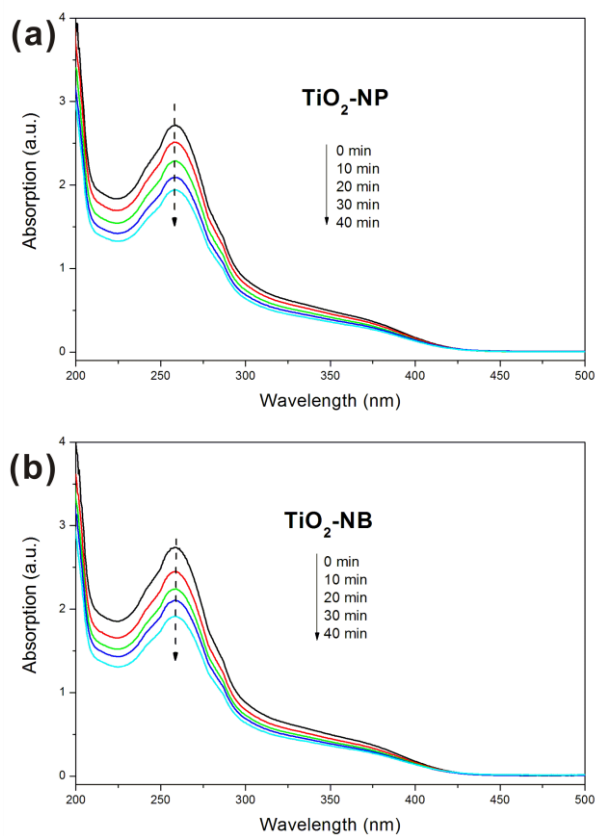 (a)
TiO2-NP
0 min
10 min
20 min
30 min
40 min
Absorption (a.u.)
4
3
2
1
0
200 250 300 350 400 450 500
Wavelength (nm)
(b)
TiO2-NB
0 min
10 min
20 min
30 min
40 min
Absorption (a.u.)
4
3
2
1
0
200 250 300 350 400 450 500
Wavelength (nm)